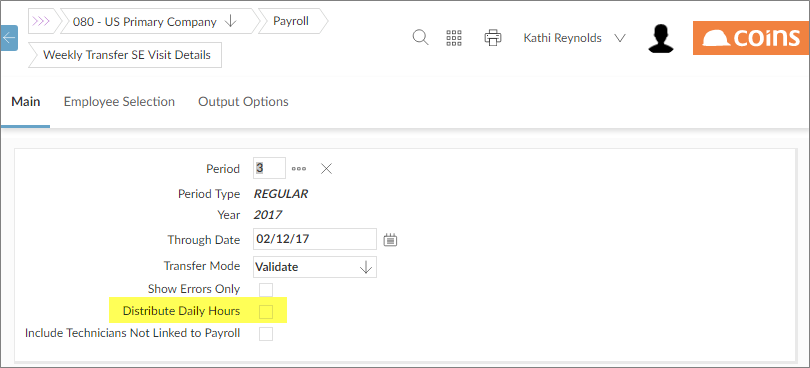 >>> 080 - US Primary Company Payroll
Kathi Reynolds
coins
Weekly Transfer SE Visit Details
Main Employee Selection Output Options
Period 3
Period Type REGULAR
Year 2017
Through Date 02/12/17
Transfer Mode Validate
Show Errors Only
Distribute Daily Hours
Include Technicians Not Linked to Payroll